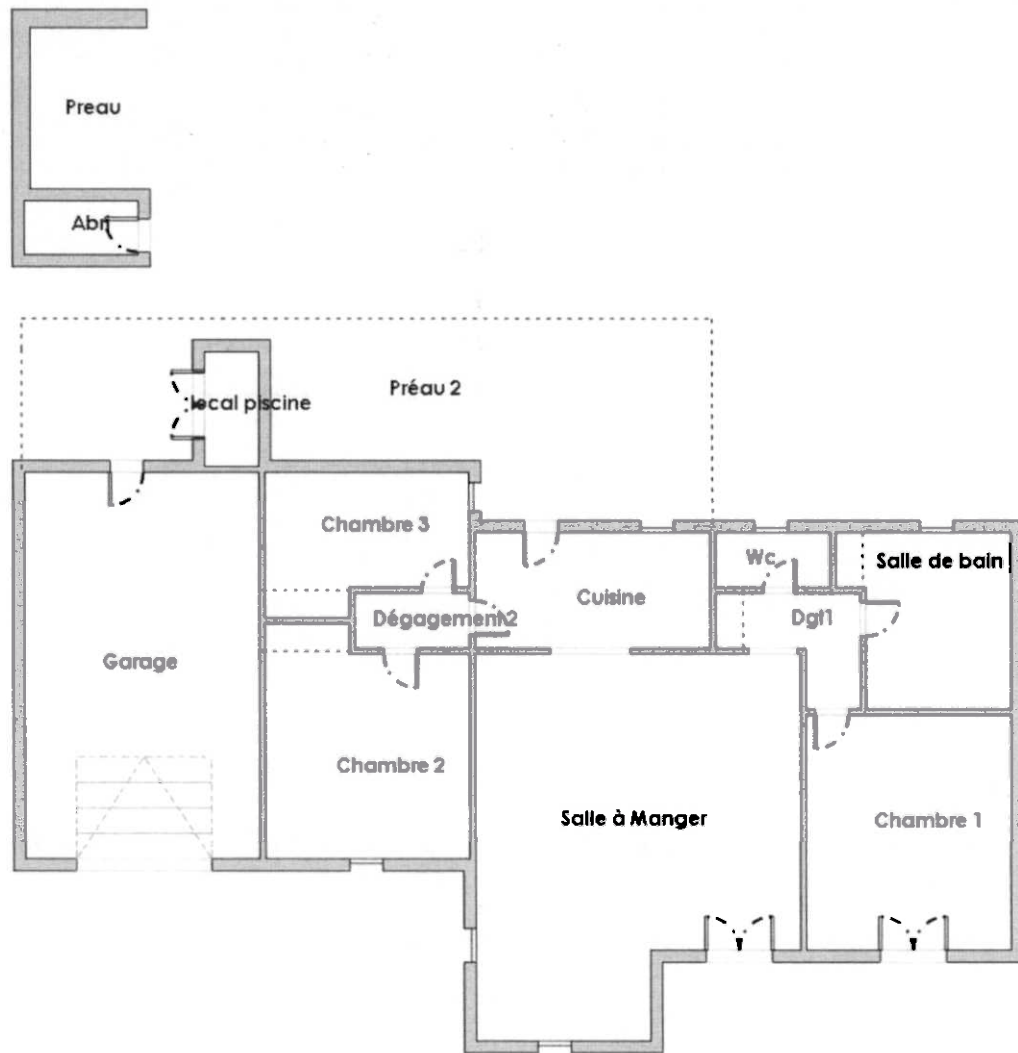 Preau
Abri
Préau 2
local piscine
Chambre 3
Wc
Salle de bain
Cuisine
Dégagement 2
Dgt1
Garage
Chambre 2
Salle à Manger
Chambre 1